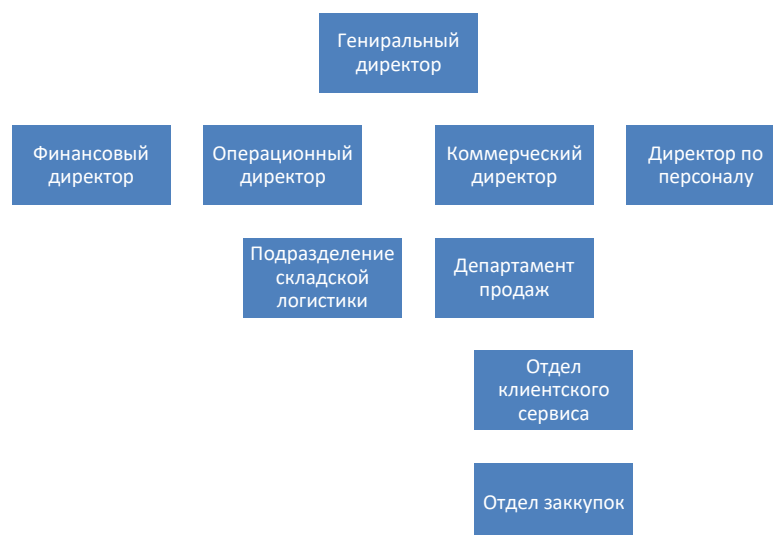 Гениральный
директор
Финансовый
директор
Операционный
директор
Коммерческий
директор
Директор по
персоналу
Подразделение
складской
логистики
Департамент
продаж
Отдел
клиентского
сервиса
Отдел заккупок